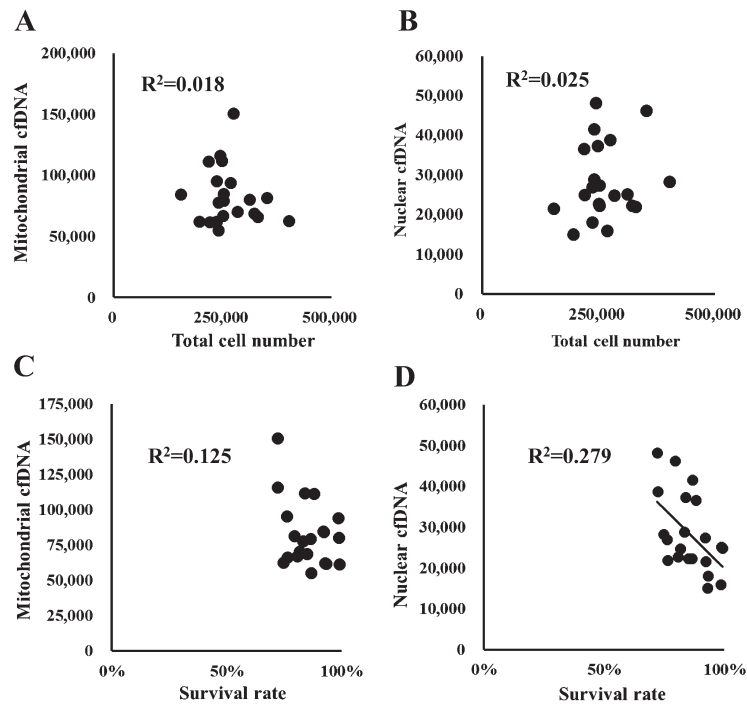 A
R²=0.018
Mitochondrial cfDNA
200,000
150,000
100,000
50,000
0
0 250,000 500,000
Total cell number
B
R²=0.025
Nuclear cfDNA
60,000
50,000
40,000
30,000
20,000
10,000
0
0 250,000 500,000
Total cell number
C
R²=0.125
Mitochondrial cfDNA
175,000
150,000
125,000
100,000
75,000
50,000
25,000
0
0% 50% 100%
Survival rate
D
R²=0.279
Nuclear cfDNA
60,000
50,000
40,000
30,000
20,000
10,000
0
0% 50% 100%
Survival rate